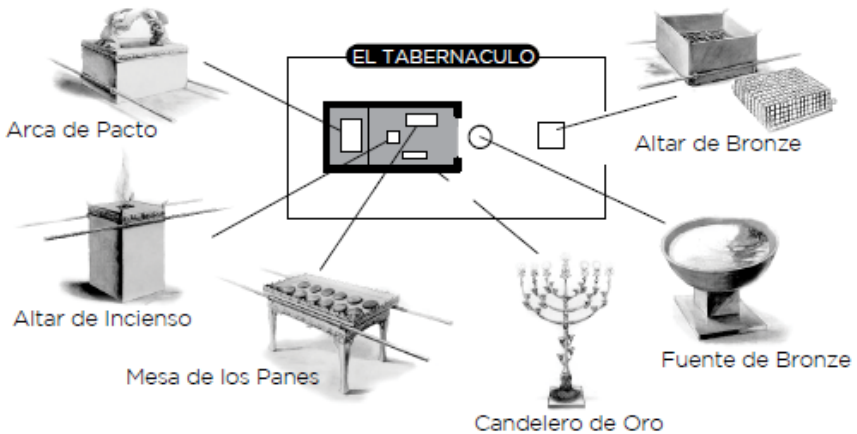 EL TABERNACULO
Arca de Pacto
Altar de Bronze
Altar de Incienso
Mesa de los Panes
Fuente de Bronze
Candelero de Oro